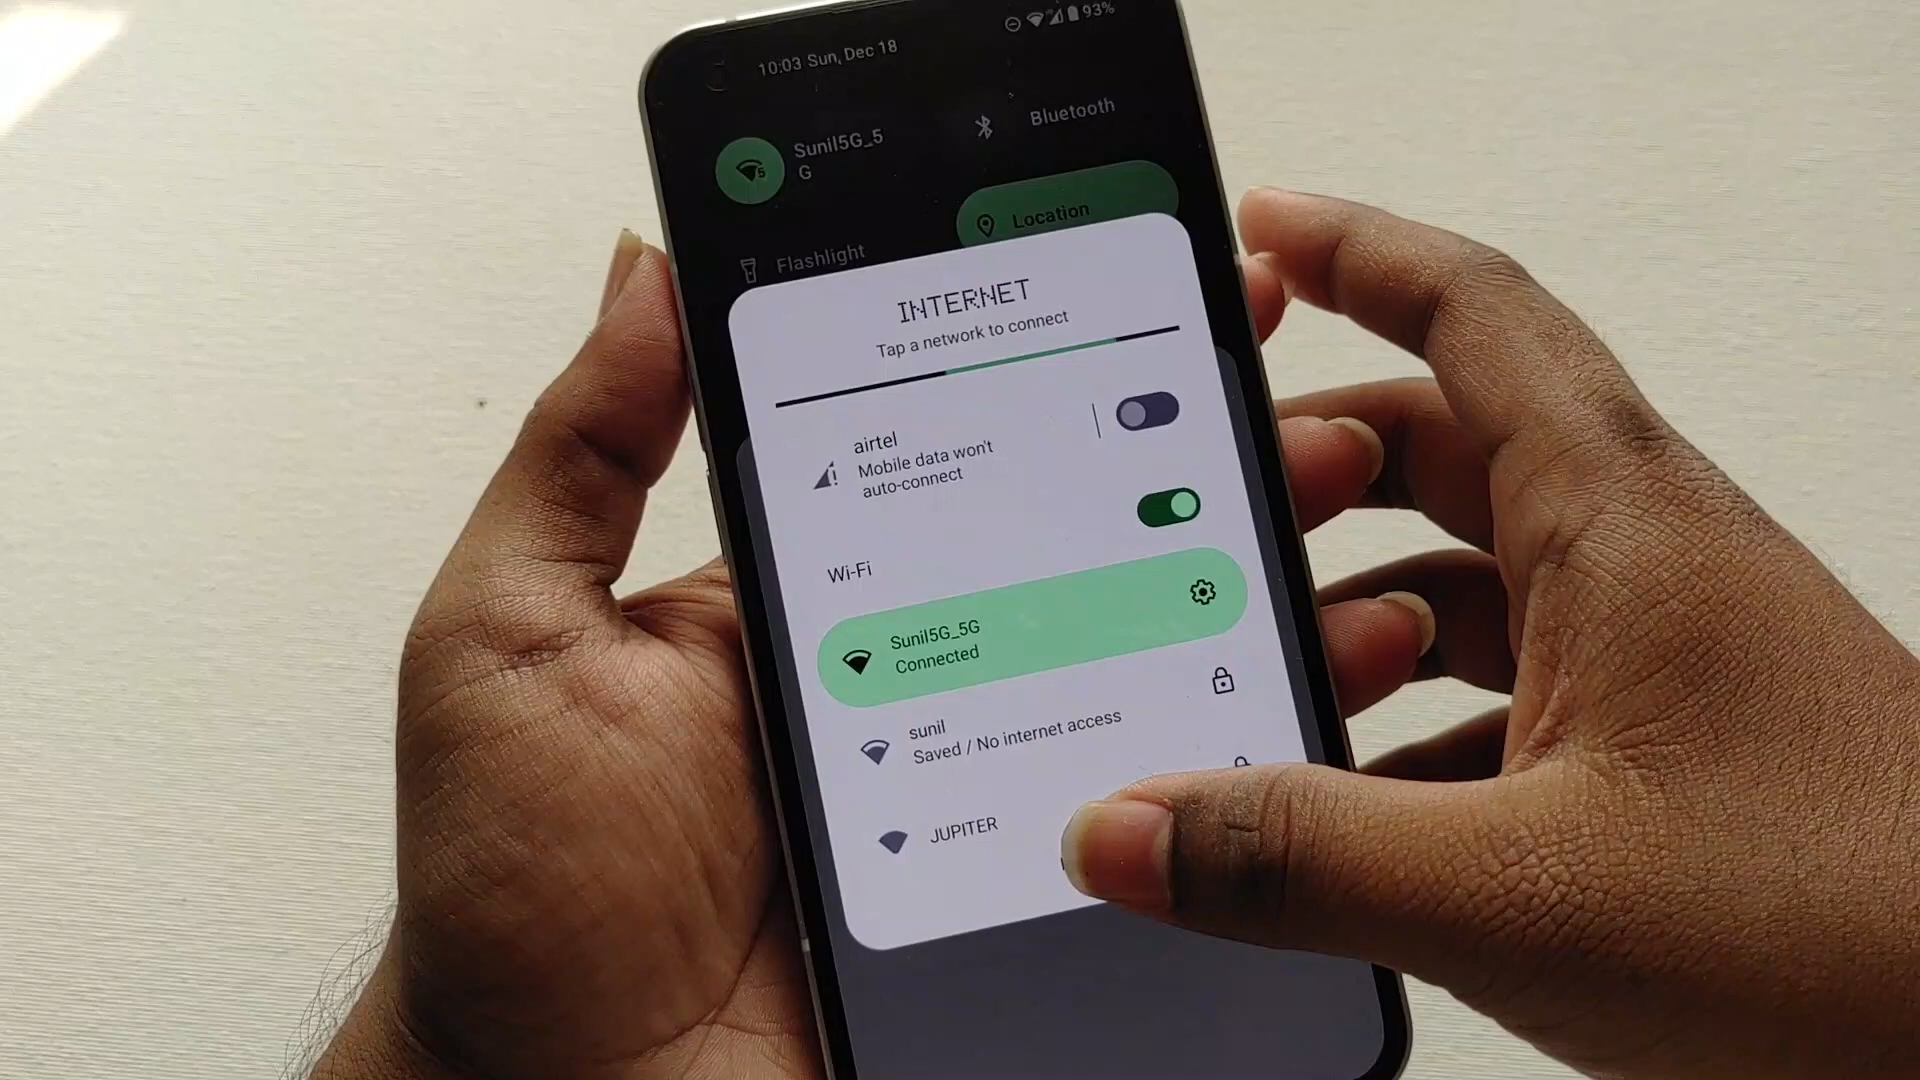 10:03 Sun, Dec 18
93%
Sunil5G_5
G
Bluetooth
Flashlight
Location
INTERNET
Tap a network to connect
airtel
Mobile data won't
auto-connect
Wi-Fi
Sunil5G_5G
Connected
sunil
Saved / No internet access
JUPITER